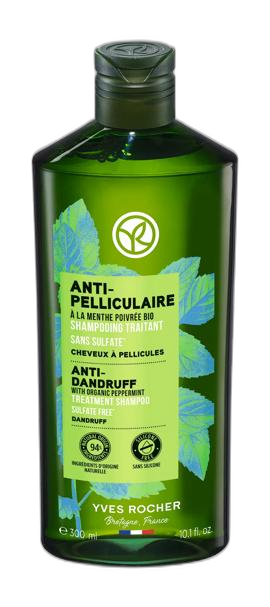 ANTI-
PELLICULAIRE
À LA MENTHE POIVRÉE BIO
SHAMPOOING TRAITANT
SANS SULFATE*
CHEVEUX À PELLICULES
ANTI-
DANDRUFF
WITH ORGANIC PEPPERMINT
TREATMENT SHAMPOO
SULFATE FREE*
DANDRUFF
94%
INGRÉDIENTS D'ORIGINE
NATURELLE
SILICONE
FREE
SANS SILICONE
YVES ROCHER
Bretagne, France
℮ 300 ml
10.1 fl. oz.